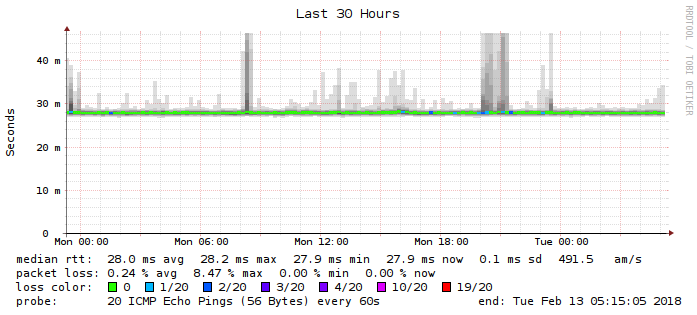 Last 30 Hours
RRDTOOL / TOBI OETIKER
Seconds
40 m
30 m
20 m
10 m
0
Mon 00:00 Mon 06:00 Mon 12:00 Mon 18:00 Tue 00:00
median rtt: 28.0 ms avg 28.2 ms max 27.9 ms min 27.9 ms now 0.1 ms sd 491.5 am/s
packet loss: 0.24 % avg 8.47 % max 0.00 % min 0.00 % now
loss color: 0 1/20 2/20 3/20 4/20 10/20 19/20
probe: 20 ICMP Echo Pings (56 Bytes) every 60s end: Tue Feb 13 05:15:05 2018